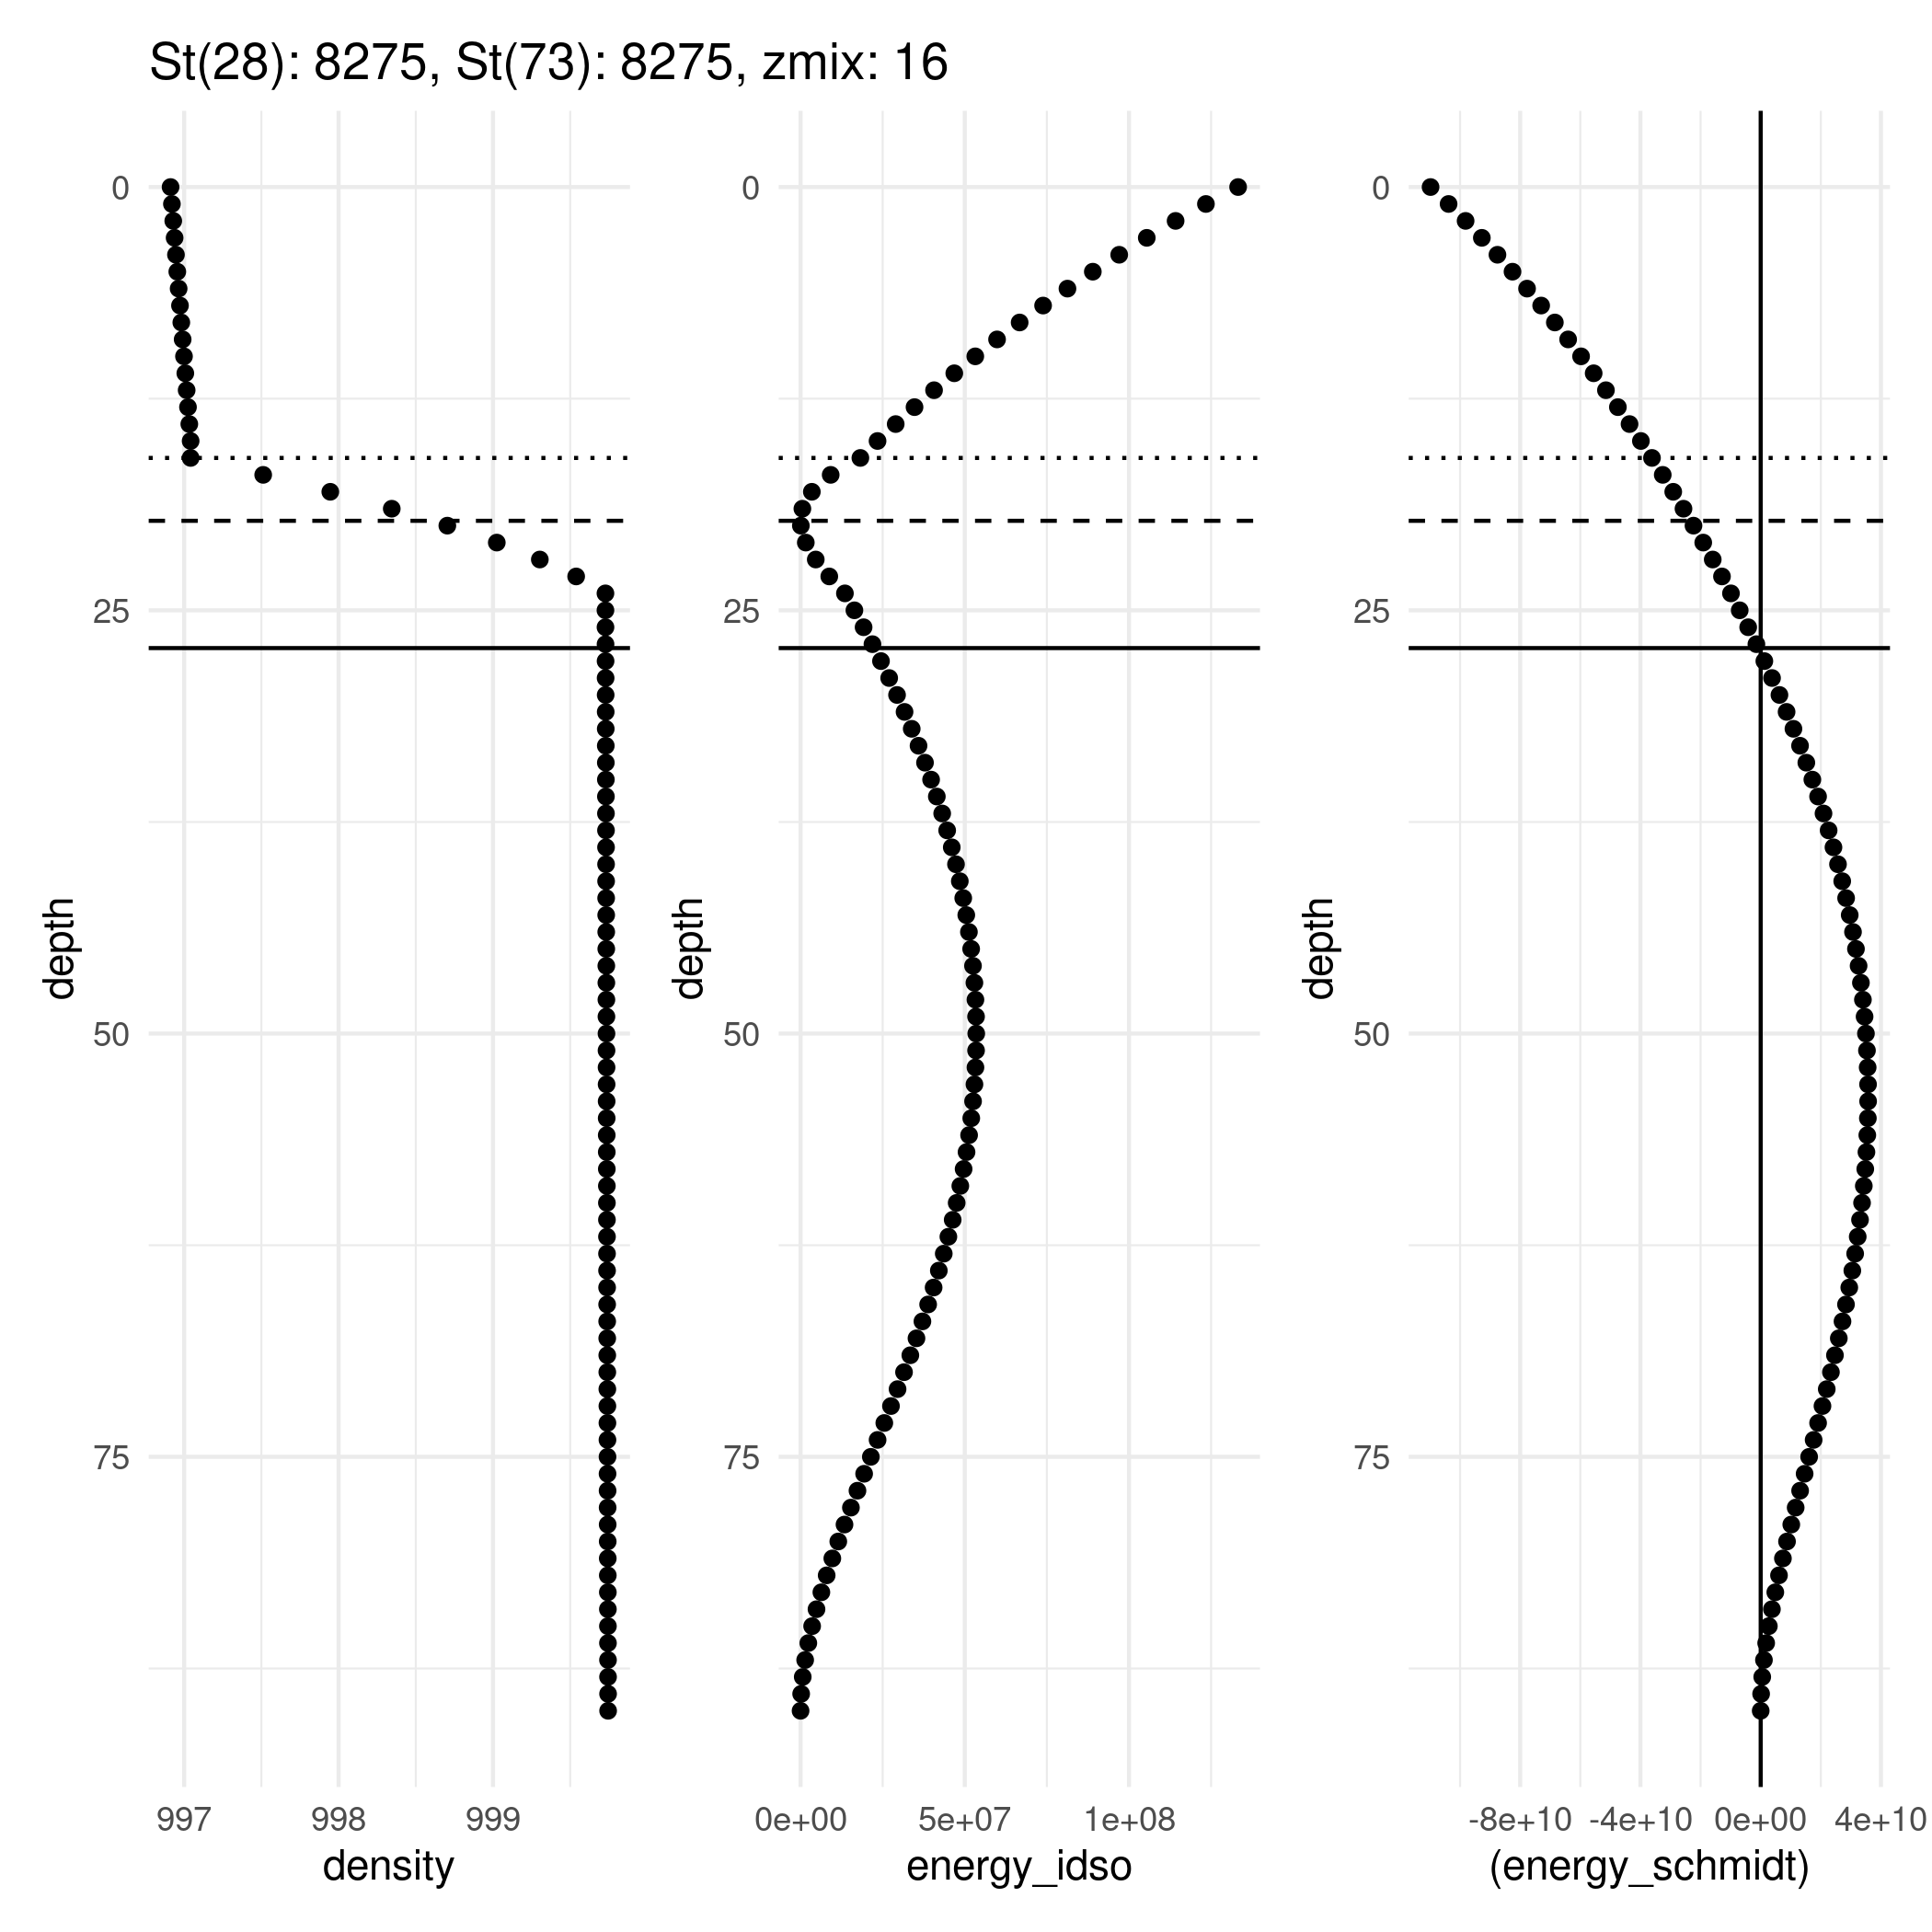 St(28): 8275, St(73): 8275, zmix: 16
0
25
50
75
depth
997 998 999
density
0
25
50
75
depth
0e+00 5e+07 1e+08
energy_idso
0
25
50
75
depth
-8e+10 -4e+10 0e+00 4e+10
(energy_schmidt)